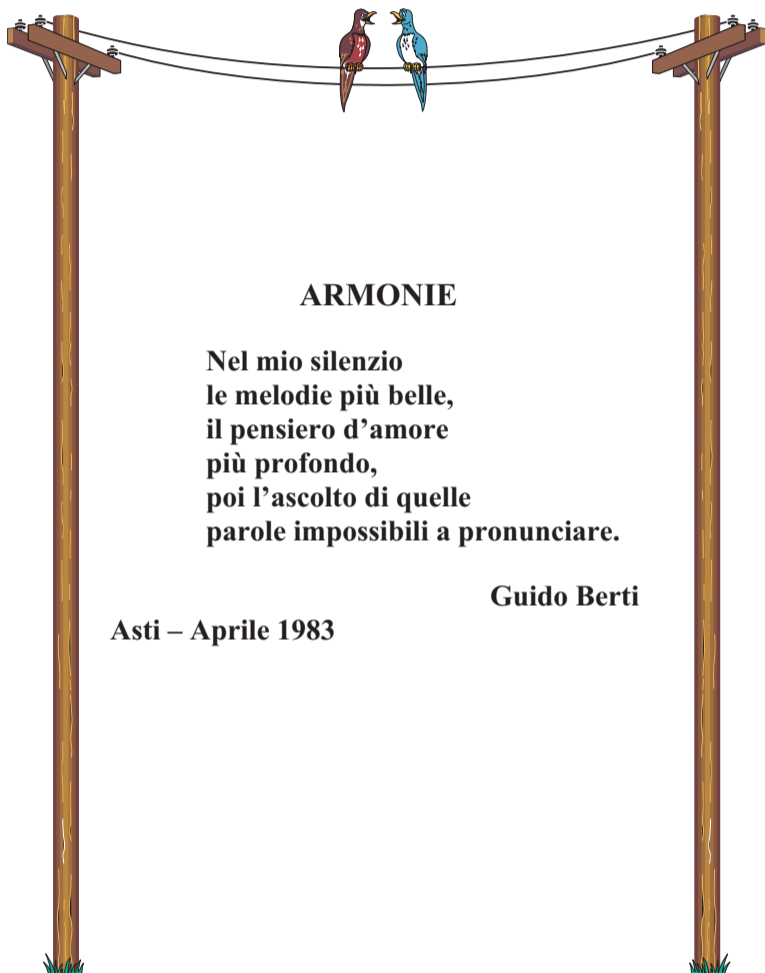 ARMONIE
Nel mio silenzio
le melodie più belle,
il pensiero d’amore
più profondo,
poi l’ascolto di quelle
parole impossibili a pronunciare.
Guido Berti
Asti – Aprile 1983